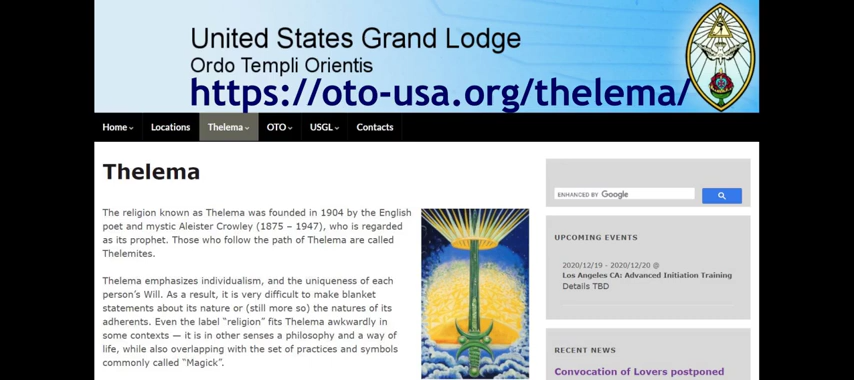 United States Grand Lodge
Ordo Templi Orientis
https://oto-usa.org/thelema/
Home Locations Thelema OTO USGL Contacts
Thelema
The religion known as Thelema was founded in 1904 by the English
poet and mystic Aleister Crowley (1875 – 1947), who is regarded
as its prophet. Those who follow the path of Thelema are called
Thelemites.
Thelema emphasizes individualism, and the uniqueness of each
person's Will. As a result, it is very difficult to make blanket
statements about its nature or (still more so) the natures of its
adherents. Even the label "religion" fits Thelema awkwardly in
some contexts — it is in other senses a philosophy and a way of
life, while also overlapping with the set of practices and symbols
commonly called "Magick".
ENHANCED BY Google
UPCOMING EVENTS
2020/12/19 - 2020/12/20 @
Los Angeles CA: Advanced Initiation Training
Details TBD
RECENT NEWS
Convocation of Lovers postponed